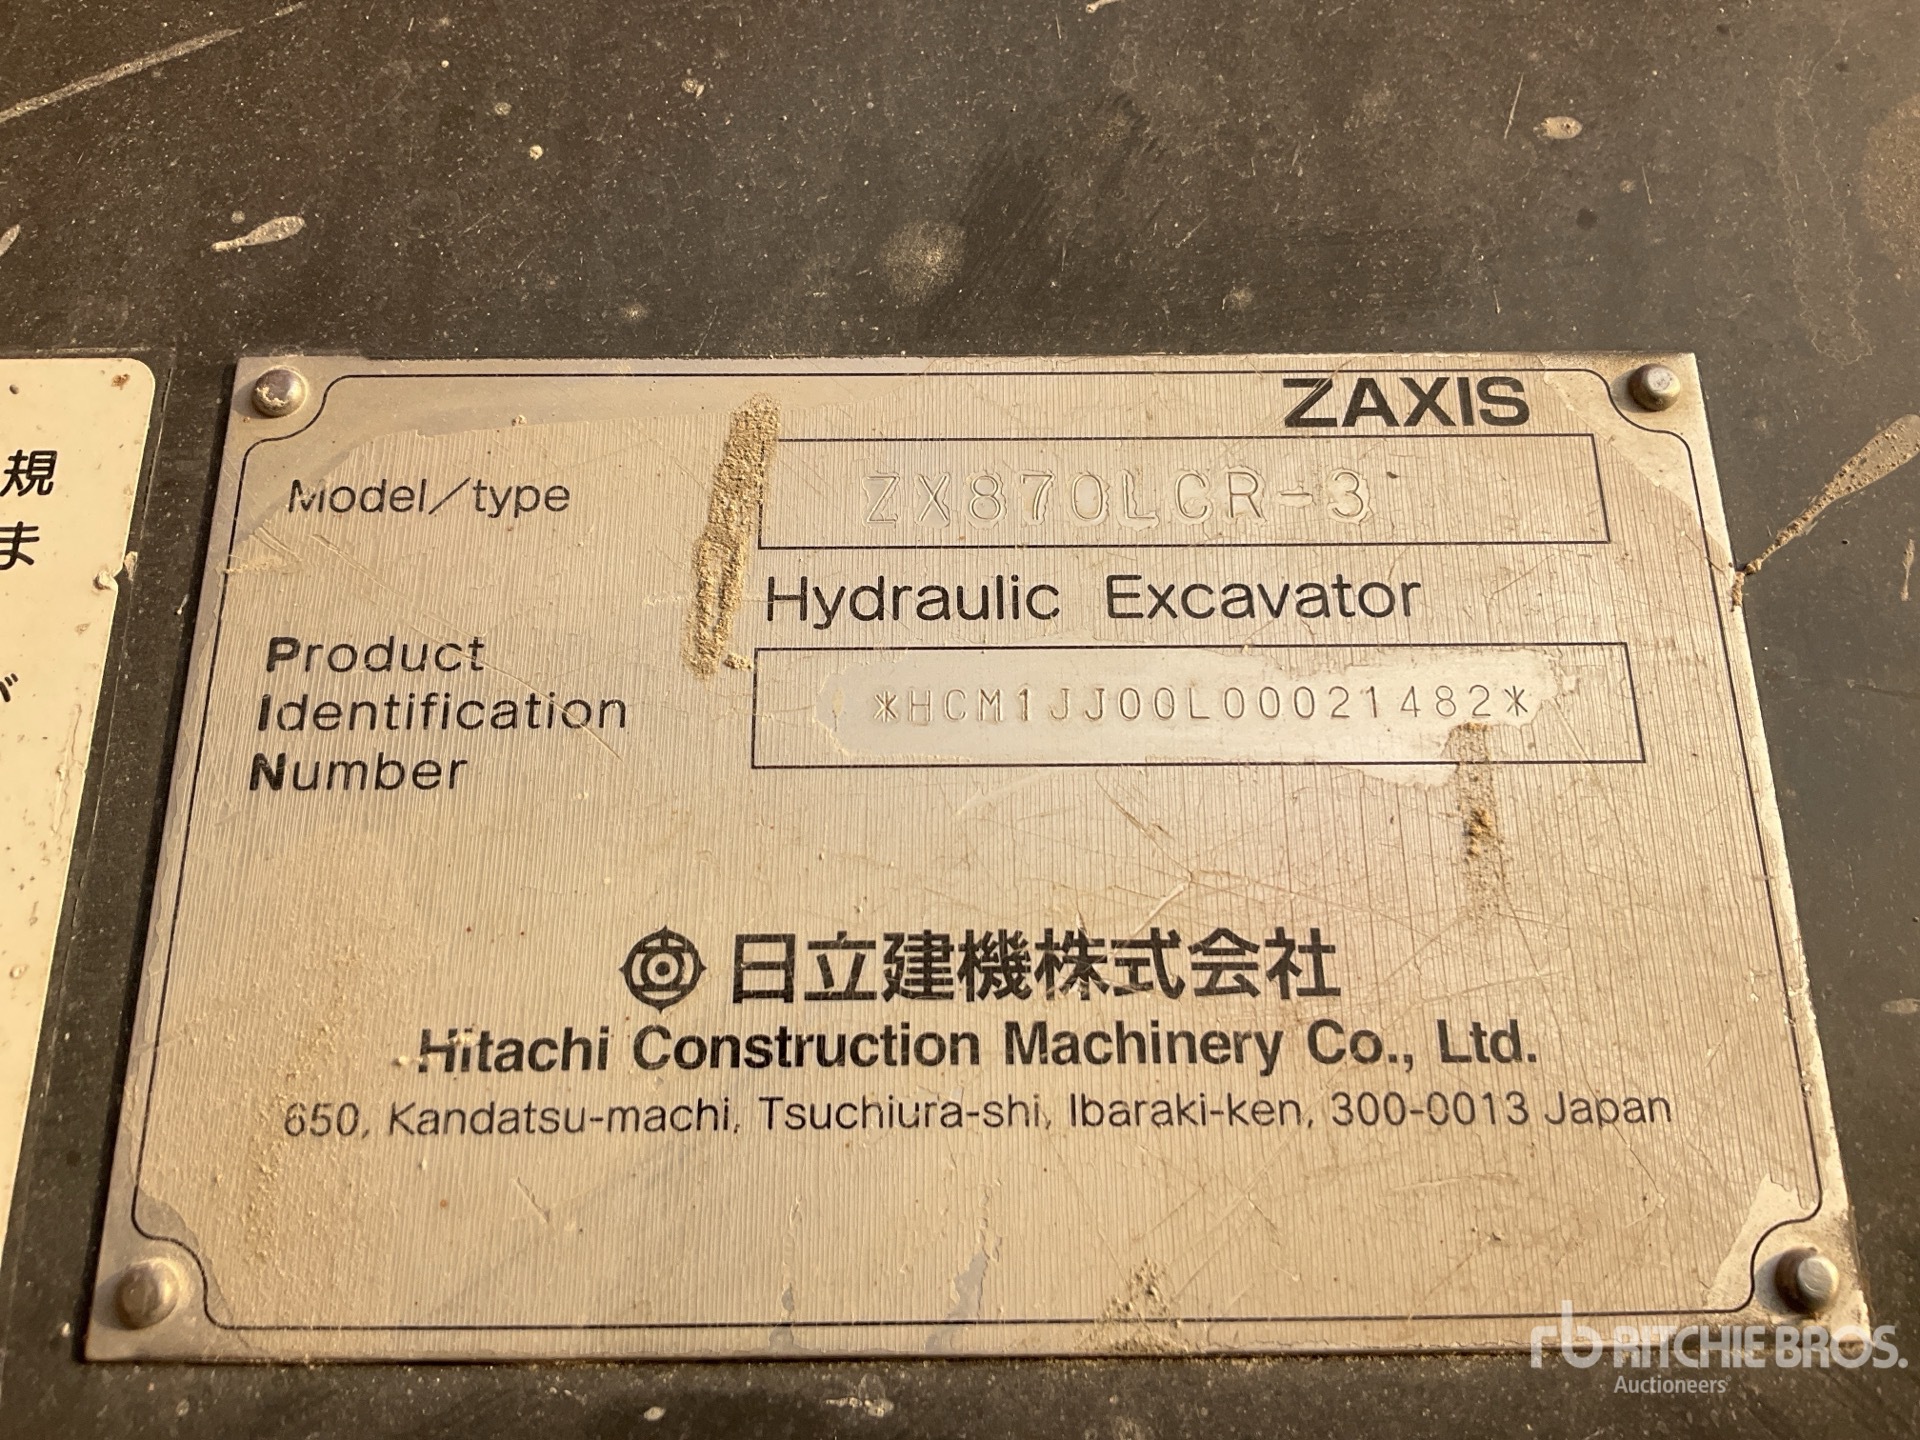 ZAXIS
Model/type
ZX870LCR-3
Hydraulic Excavator
Product
Identification
Number
*HCM1JJ00L00021482*
日立建機株式会社
Hitachi Construction Machinery Co., Ltd.
650, Kandatsu-machi, Tsuchiura-shi, Ibaraki-ken, 300-0013 Japan
規
ま
が
rb RITCHIE BROS.
Auctioneers